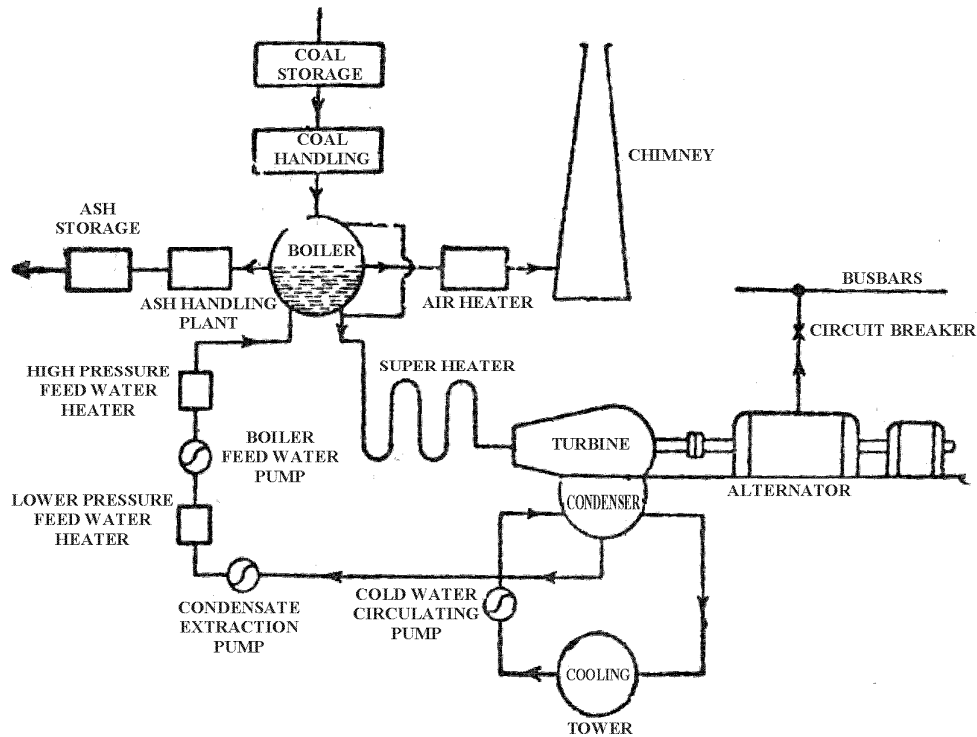 COAL
STORAGE
COAL
HANDLING
CHIMNEY
ASH
STORAGE
BOILER
ASH HANDLING
PLANT
AIR HEATER
BUSBARS
CIRCUIT BREAKER
HIGH PRESSURE
FEED WATER
HEATER
SUPER HEATER
BOILER
FEED WATER
PUMP
TURBINE
ALTERNATOR
LOWER PRESSURE
FEED WATER
HEATER
CONDENSER
CONDENSATE
EXTRACTION
PUMP
COLD WATER
CIRCULATING
PUMP
COOLING
TOWER